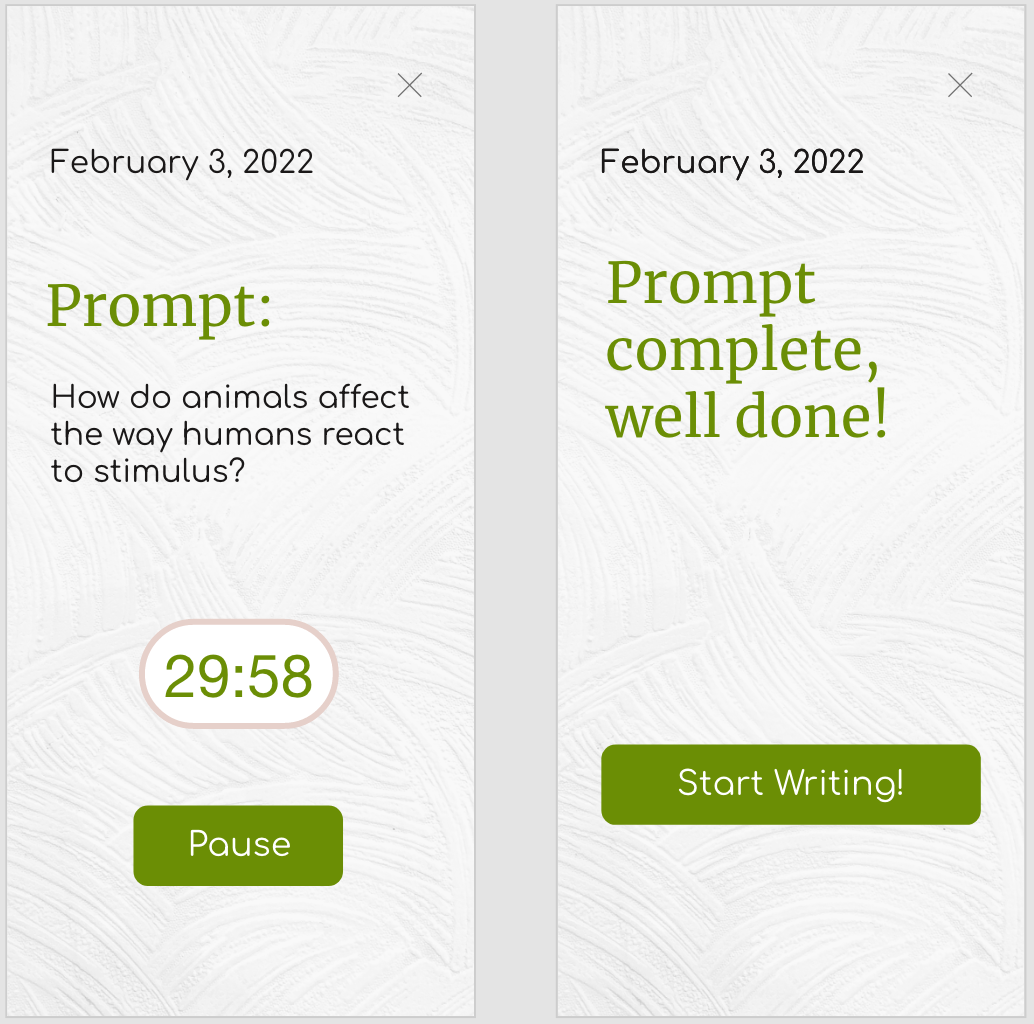 February 3, 2022
Prompt:
How do animals affect
the way humans react
to stimulus?
29:58
Pause
February 3, 2022
Prompt
complete,
well done!
Start Writing!